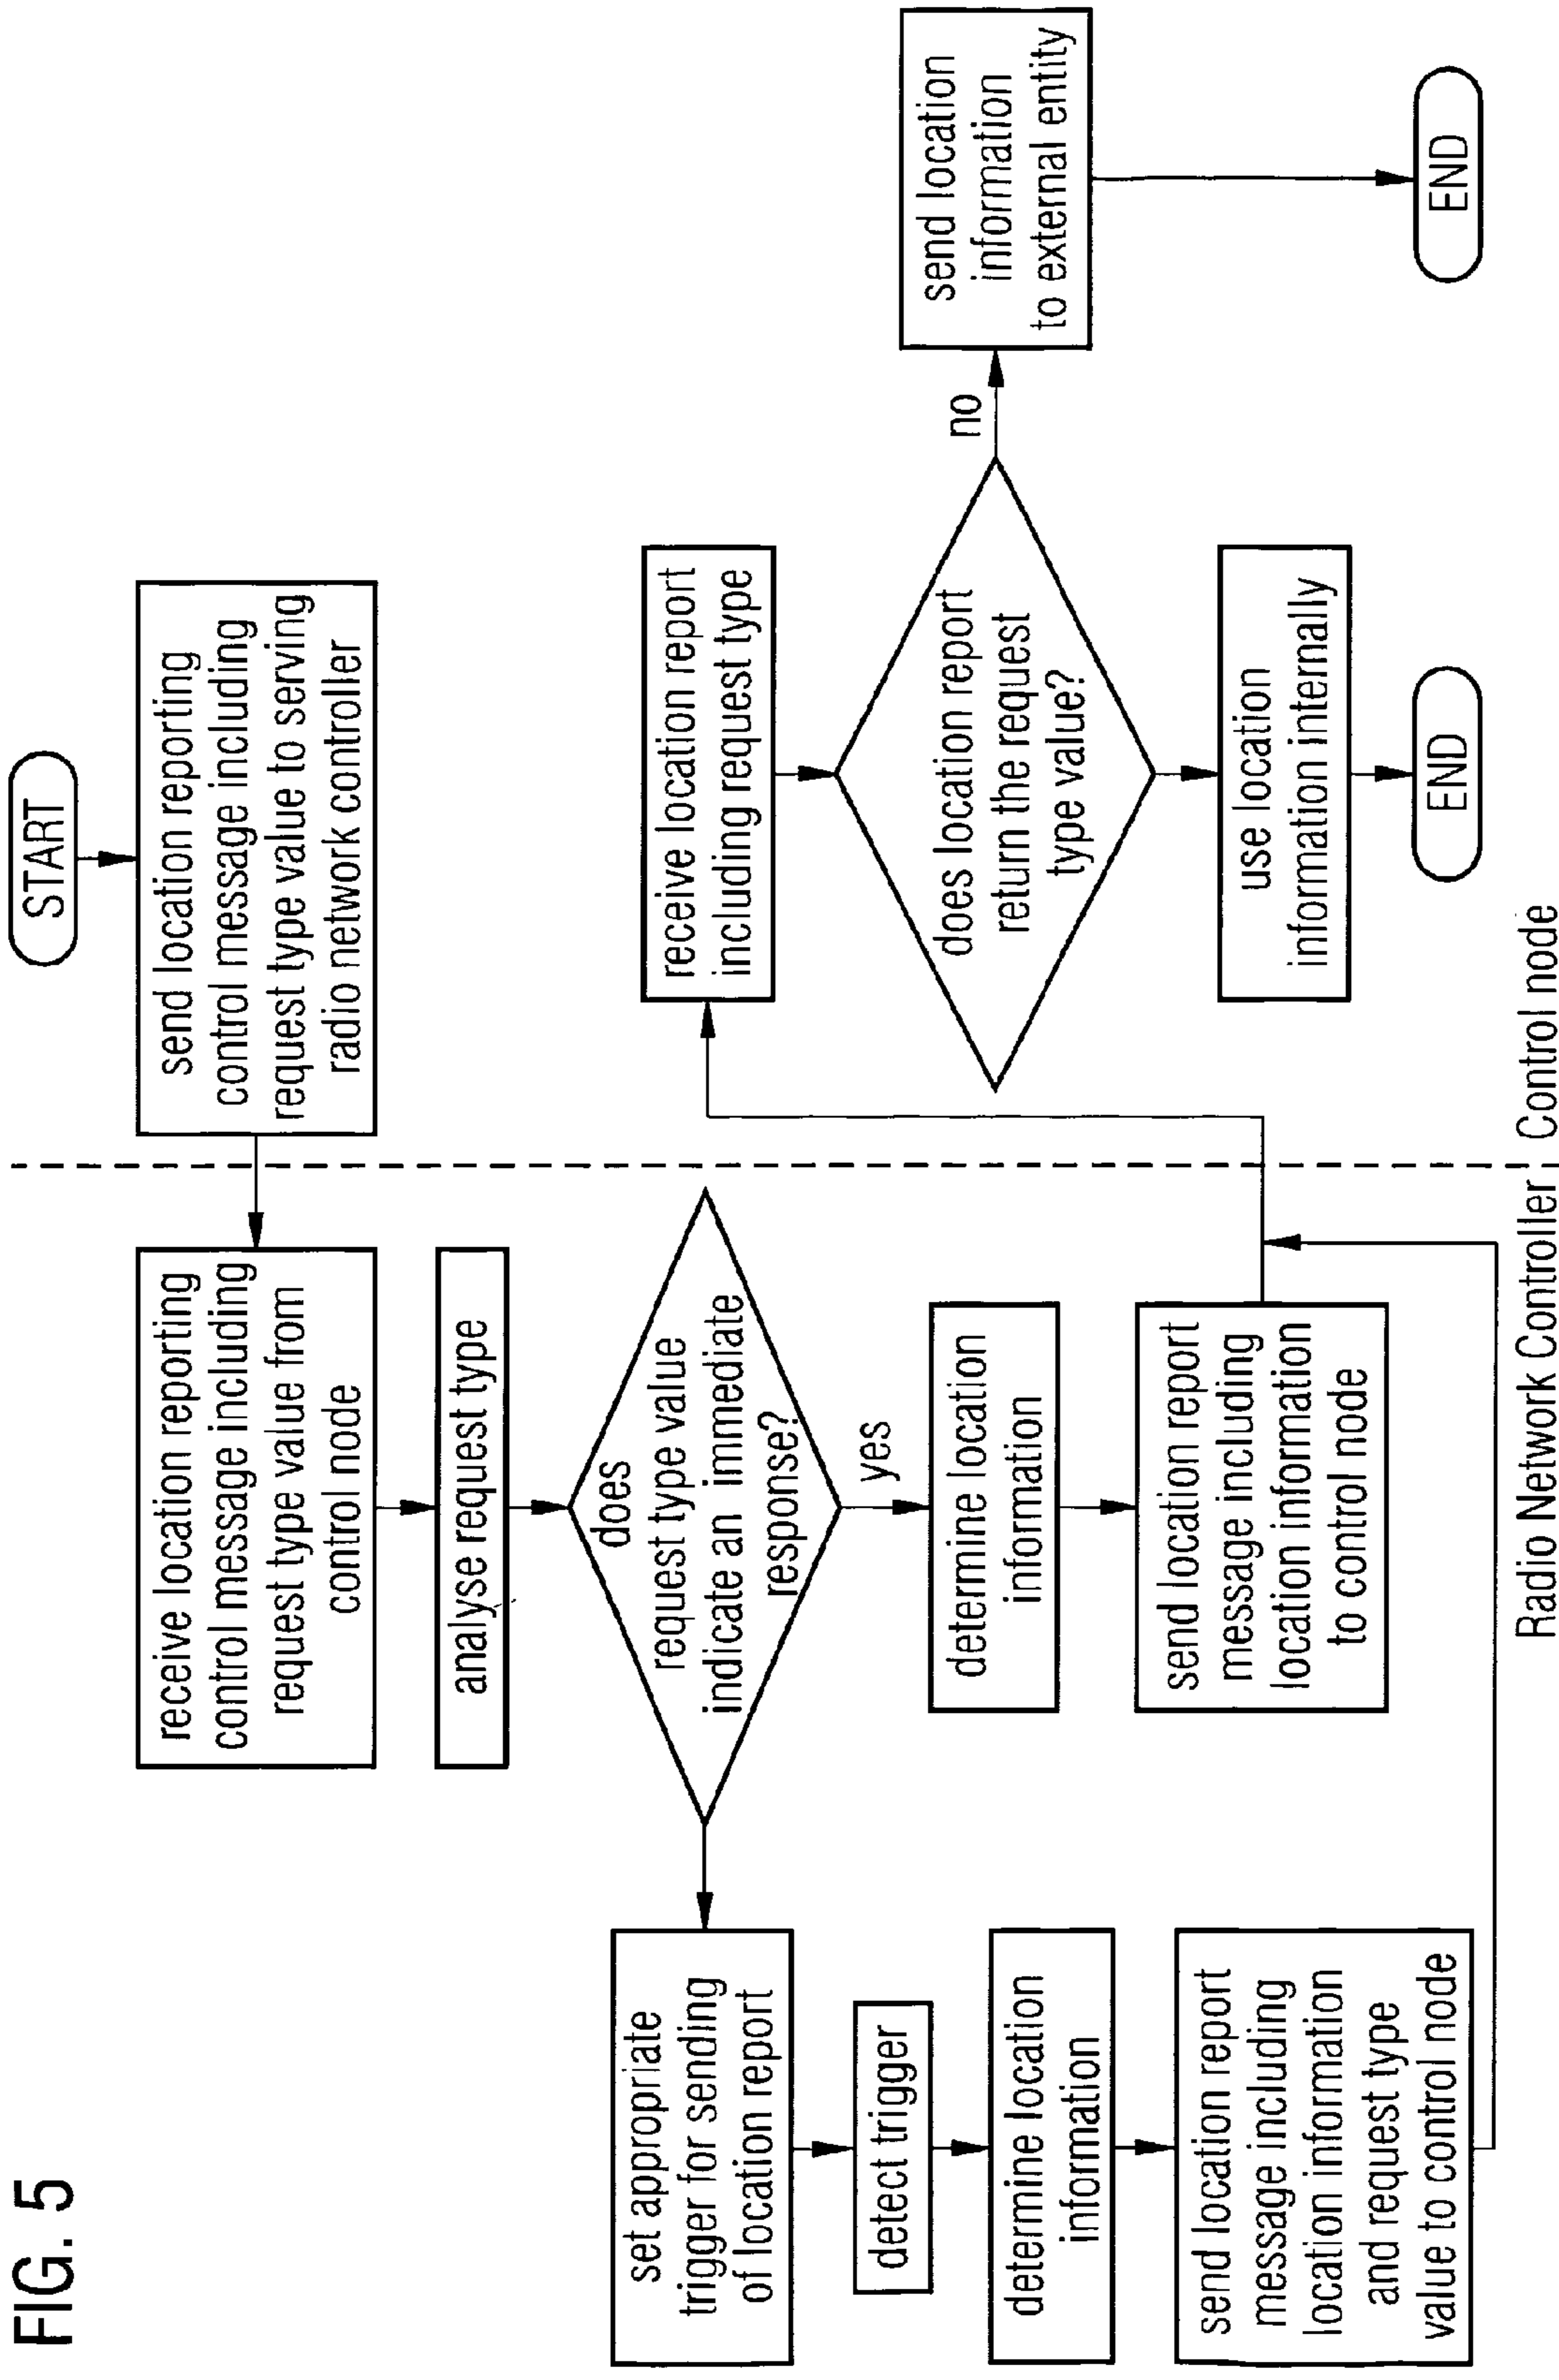 FIG. 5
START
send location reporting
control message including
request type value to serving
radio network controller
receive location reporting
control message including
request type value from
control node
analyse request type
does
request type value
indicate an immediate
response?
yes
determine location
information
send location report
message including
location information
to control node
set appropriate
trigger for sending
of location report
detect trigger
determine location
information
send location report
message including
location information
and request type
value to control node
receive location report
including request type
does location report
return the request
type value?
no
send location
information
to external entity
END
use location
information internally
END
Radio Network Controller
Control node